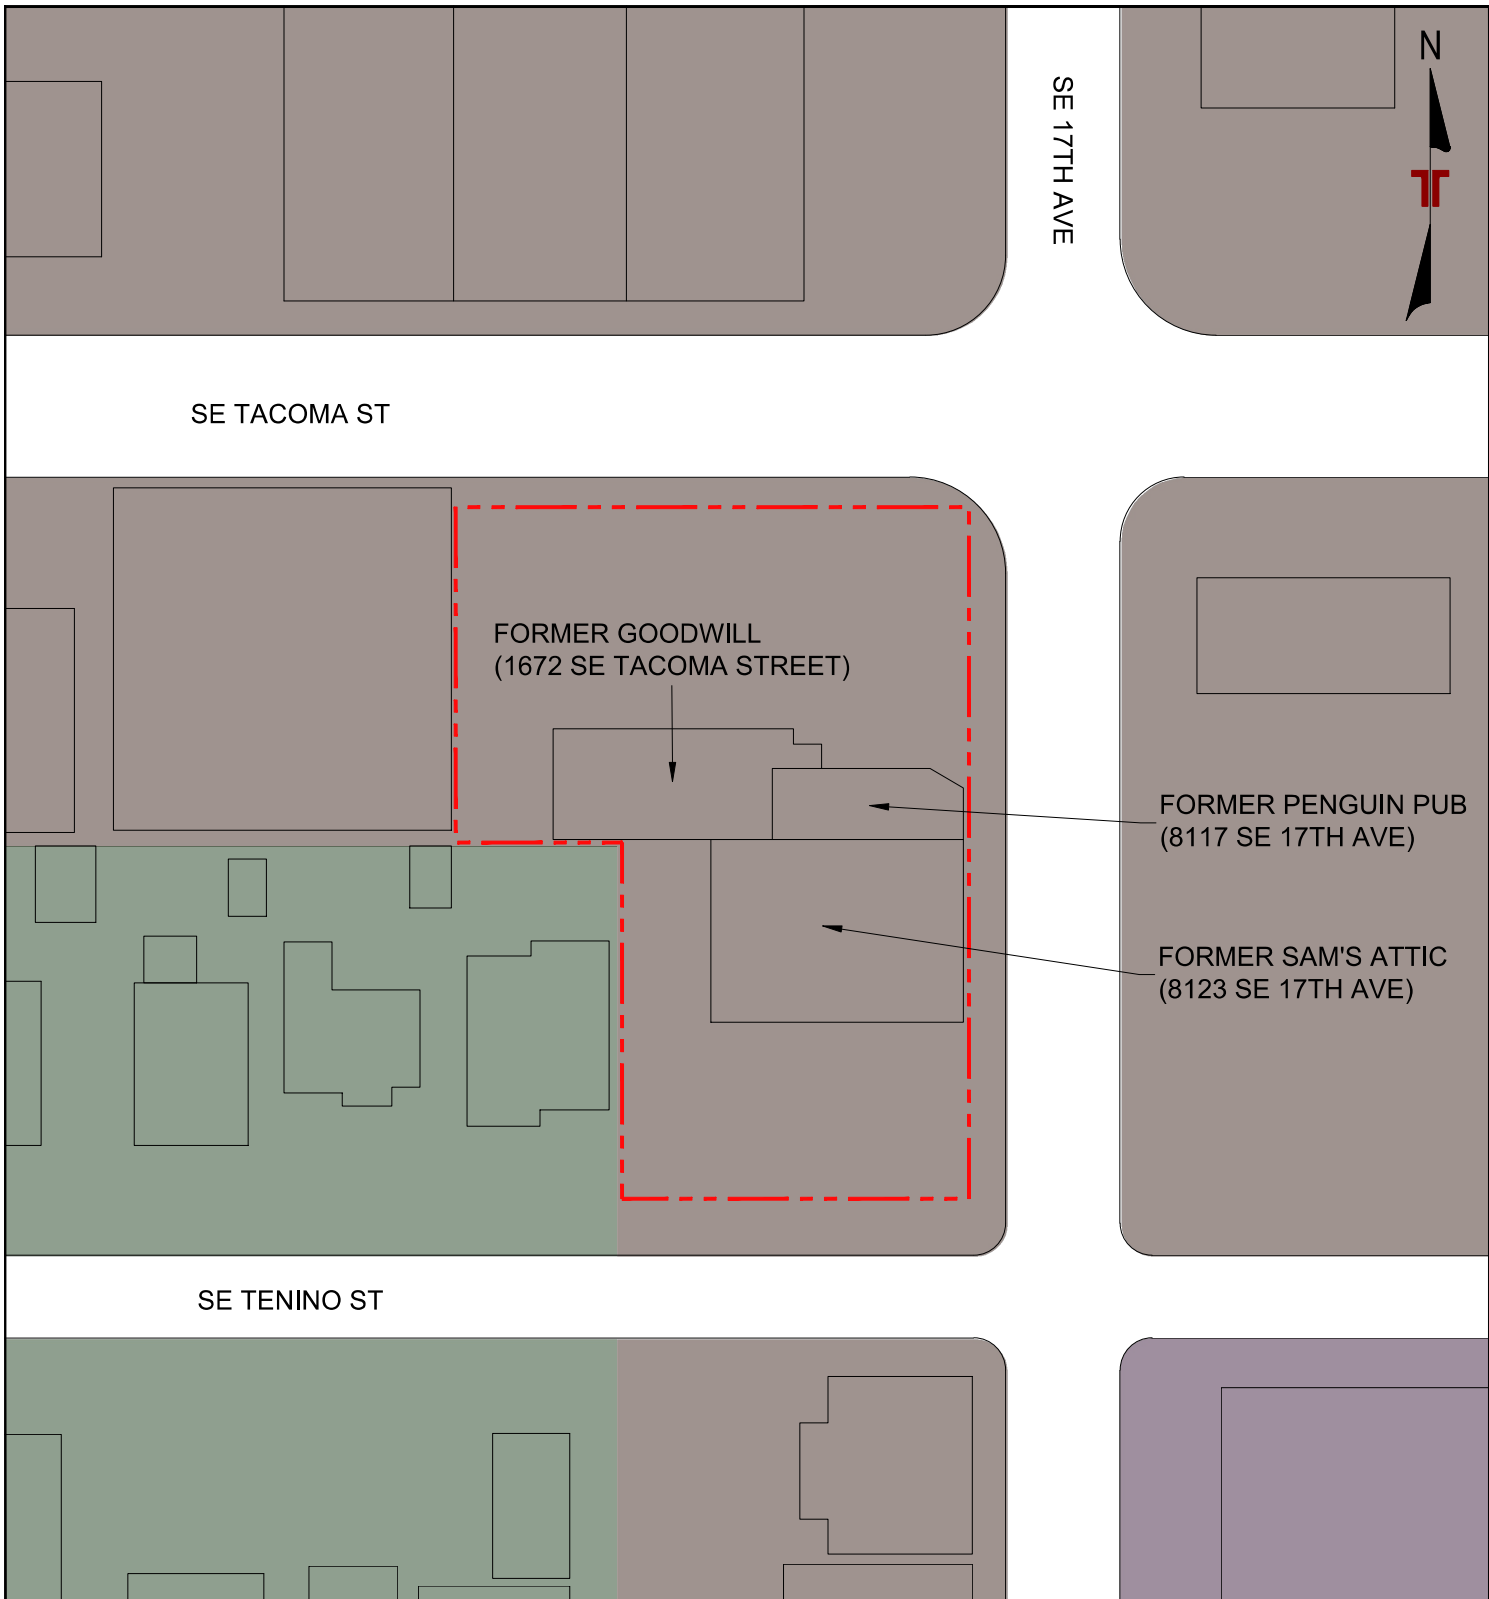 N
SE 17TH AVE
SE TACOMA ST
FORMER GOODWILL
(1672 SE TACOMA STREET)
FORMER PENGUIN PUB
(8117 SE 17TH AVE)
FORMER SAM'S ATTIC
(8123 SE 17TH AVE)
SE TENINO ST